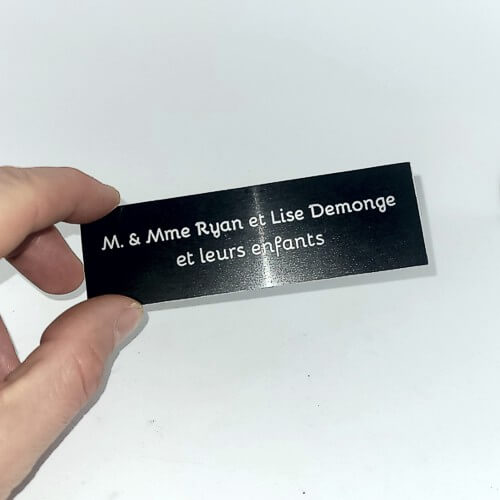 M. & Mme Ryan et Lise Demonge
et leurs enfants